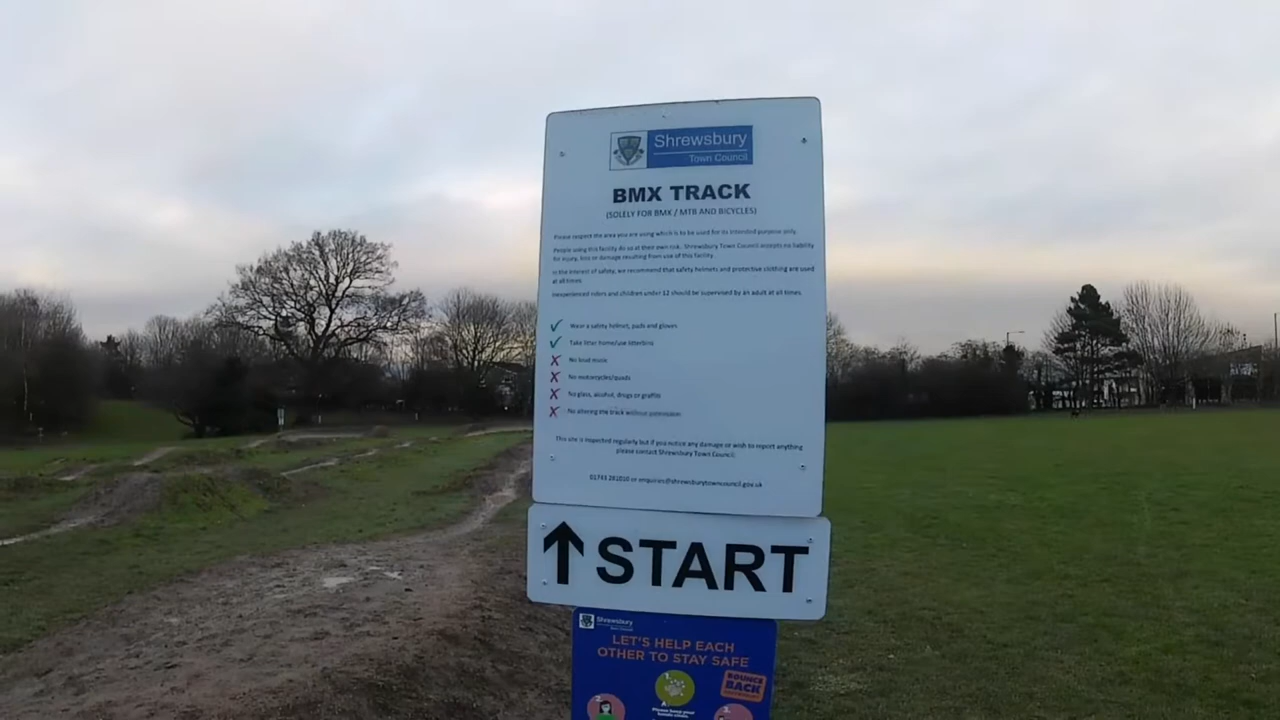 Shrewsbury
Town Council
BMX TRACK
(SOLELY FOR BMX / MTB AND BICYCLES)
Please respect the area you are using which is to be used for its intended purpose only.
People using this facility do so at their own risk. Shrewsbury Town Council accepts no liability
for injury, loss or damage resulting from use of this facility.
In the interest of safety, we recommend that safety helmets and protective clothing are used
at all times.
Inexperienced riders and children under 12 should be supervised by an adult at all times.
Wear a safety helmet, pads and gloves
Take litter home/use litterbins
No loud music
No motorcycles/quads
No glass, alcohol, drugs or graffiti
No altering the track without permission
This site is inspected regularly but if you notice any damage or wish to report anything
please contact Shrewsbury Town Council:
01743 281010 or enquiries@shrewsburytowncouncil.gov.uk
↑ START
Shrewsbury
Town Council
LET'S HELP EACH
OTHER TO STAY SAFE
BOUNCE
BACK
1.
2.
3.
Please keep your